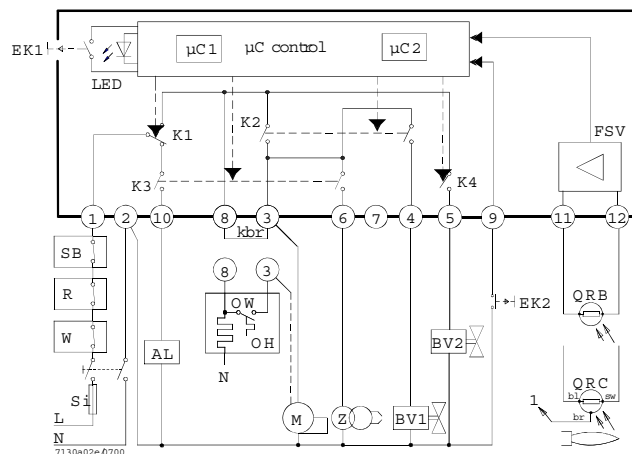 µC1
µC control
µC2
EK1
LED
FSV
K1
K2
K3
K4
1
2
10
8
3
6
7
4
5
9
11
12
kbr
SB
R
W
Si
L
N
8
3
OW
OH
N
AL
M
Z
BV1
BV2
EK2
QRB
QRC
bl
sw
br
1
7130a02e/0700